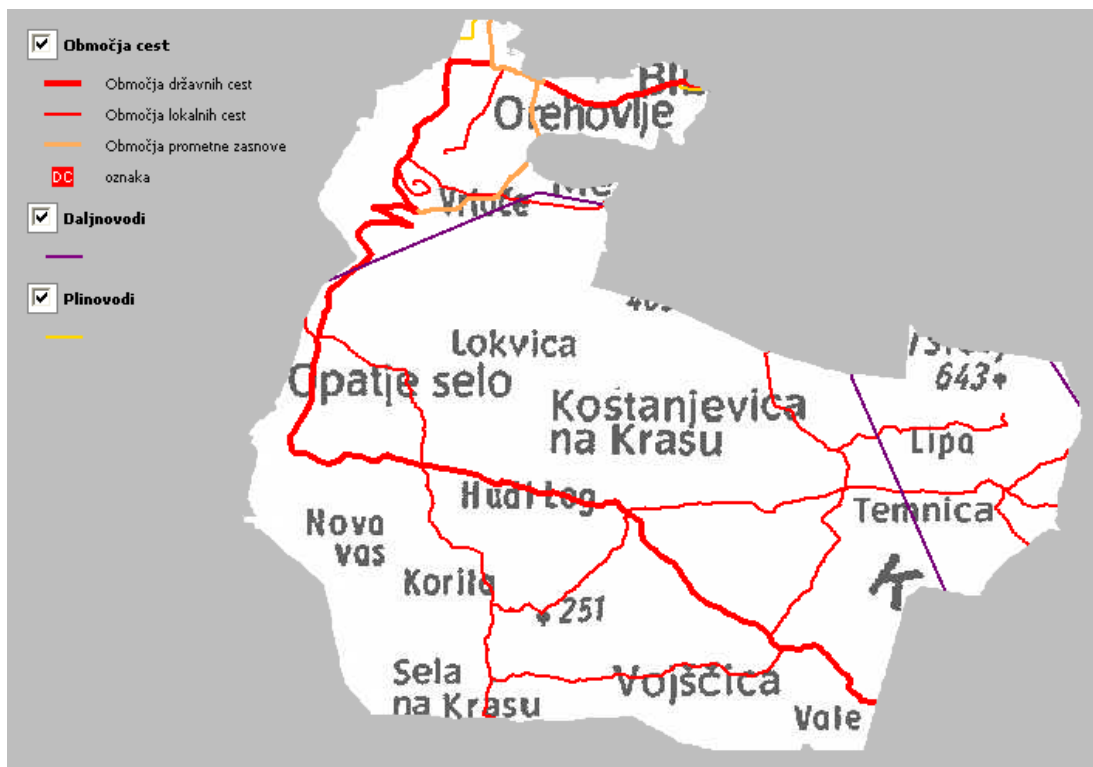 Območja cest
Območja državnih cest
Območja lokalnih cest
Območja prometne zasnove
DC oznaka
Daljnovodi
Plinovodi
Orehovlje
Vrtoče
Lokvica
Opatje selo
643
Kostanjevica
na Krasu
Lipa
Hudi Log
Temnica
Nova
vas
K
Korita
251
Sela
na Krasu
Vojščica
Vale